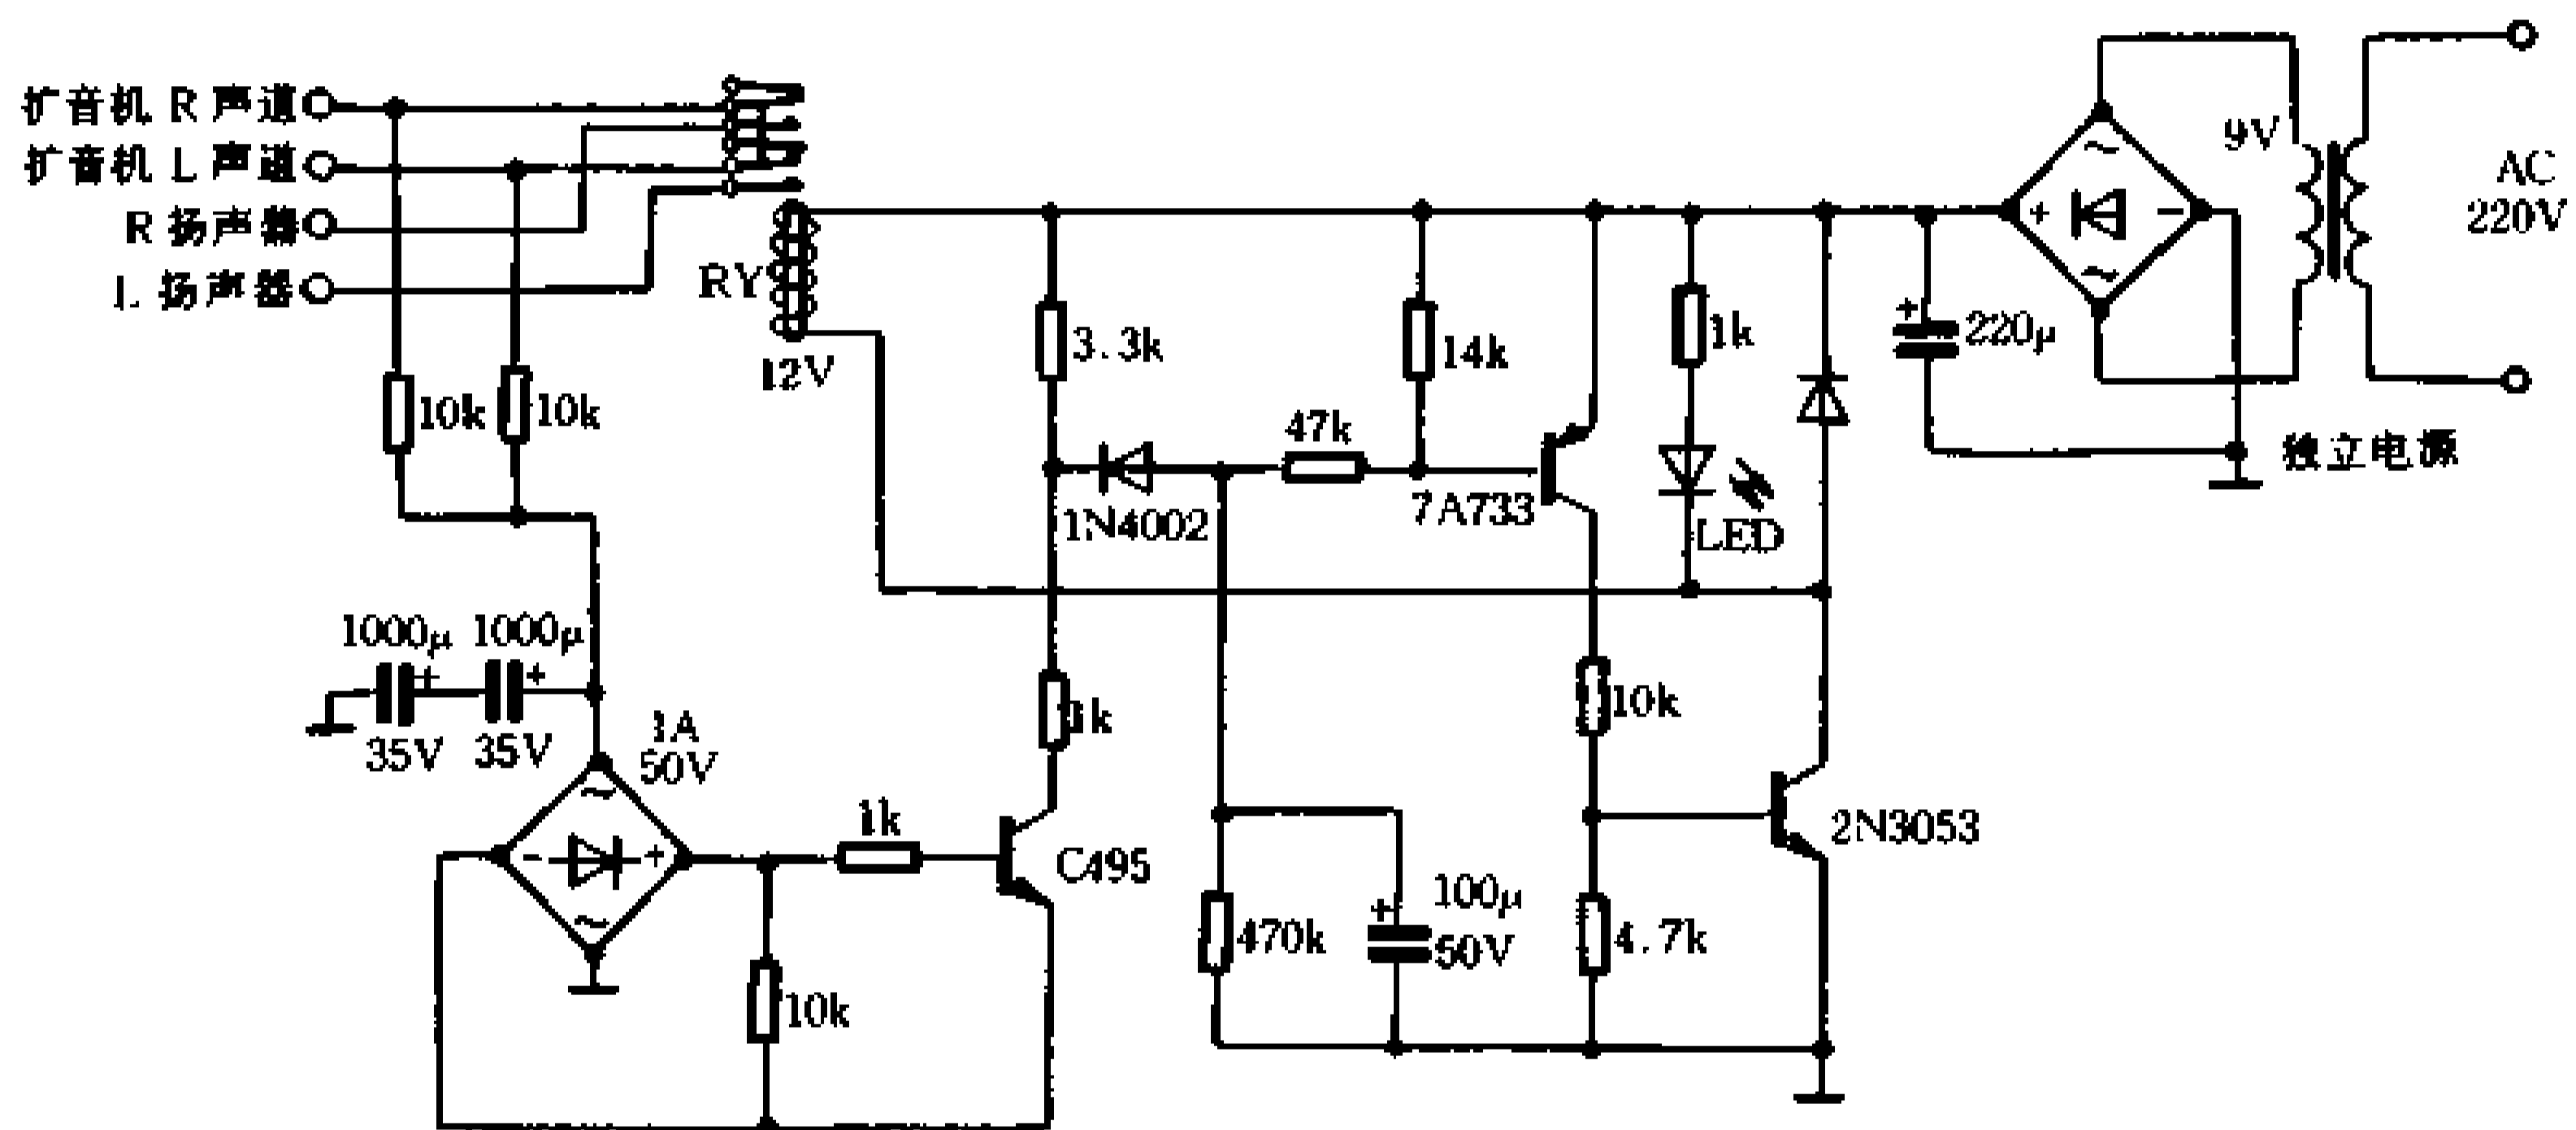 扩音机 R 声道
扩音机 L 声道
R 扬声器
L 扬声器
RY
12V
10k
10k
3.3k
14k
1k
+
220μ
+
-
~
~
9V
AC
220V
独立电源
47k
1N4002
7A733
LED
1000μ
1000μ
+
+
35V
35V
1A
50V
~
-
+
~
1k
1k
C495
10k
10k
470k
+
100μ
50V
4.7k
2N3053